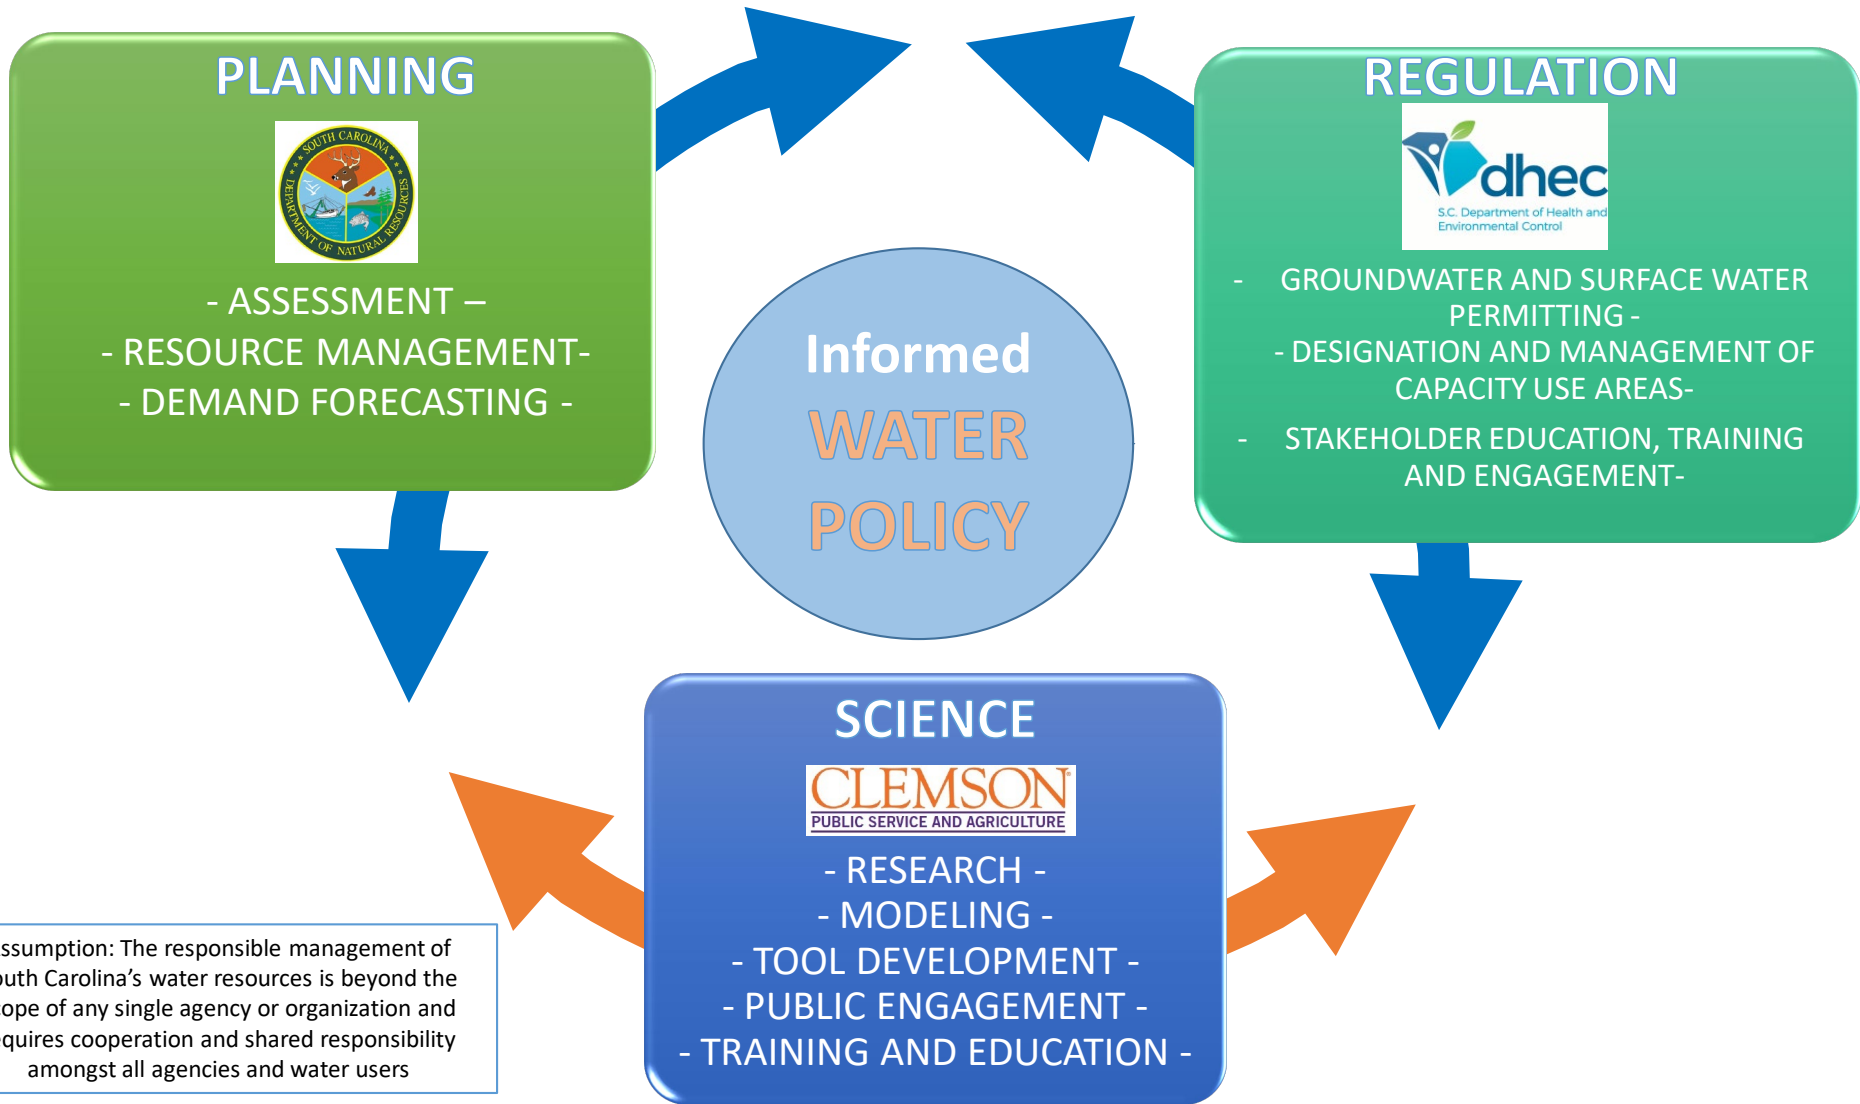 PLANNING
SOUTH CAROLINA
DEPARTMENT OF NATURAL RESOURCES
- ASSESSMENT –
- RESOURCE MANAGEMENT-
- DEMAND FORECASTING -
REGULATION
dhec
S.C. Department of Health and
Environmental Control
- GROUNDWATER AND SURFACE WATER
PERMITTING -
- DESIGNATION AND MANAGEMENT OF
CAPACITY USE AREAS-
- STAKEHOLDER EDUCATION, TRAINING
AND ENGAGEMENT-
Informed
WATER
POLICY
SCIENCE
CLEMSON®
PUBLIC SERVICE AND AGRICULTURE
- RESEARCH -
- MODELING -
- TOOL DEVELOPMENT -
- PUBLIC ENGAGEMENT -
- TRAINING AND EDUCATION -
ssumption: The responsible management of
outh Carolina’s water resources is beyond the
cope of any single agency or organization and
equires cooperation and shared responsibility
amongst all agencies and water users